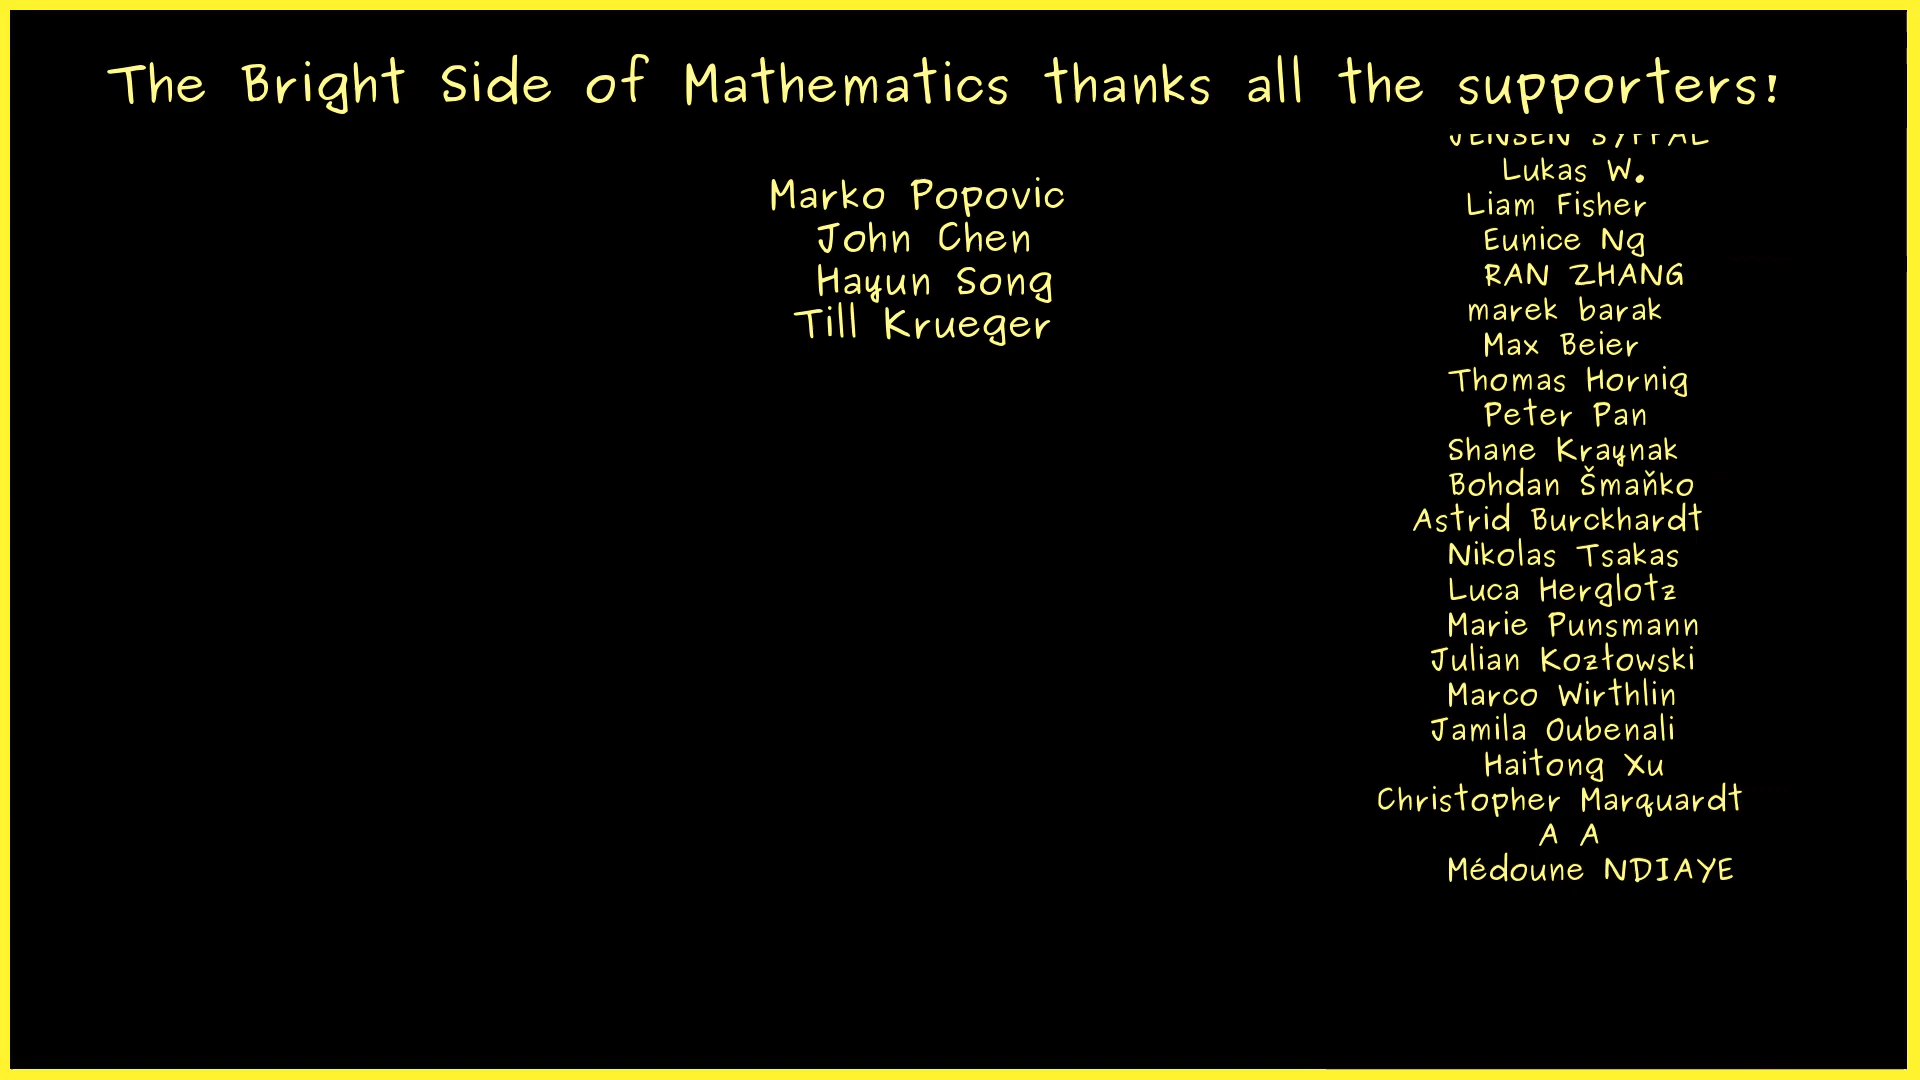 The Bright Side of Mathematics thanks all the supporters!
Marko Popovic
John Chen
Hayun Song
Till Krueger
JENSEN
Lukas W.
Liam Fisher
Eunice Ng
RAN ZHANG
marek barak
Max Beier
Thomas Hornig
Peter Pan
Shane Kraynak
Bohdan Šmaňko
Astrid Burckhardt
Nikolas Tsakas
Luca Herglotz
Marie Punsmann
Julian Kozłowski
Marco Wirthlin
Jamila Oubenali
Haitong Xu
Christopher Marquardt
A A
Médoune NDIAYE